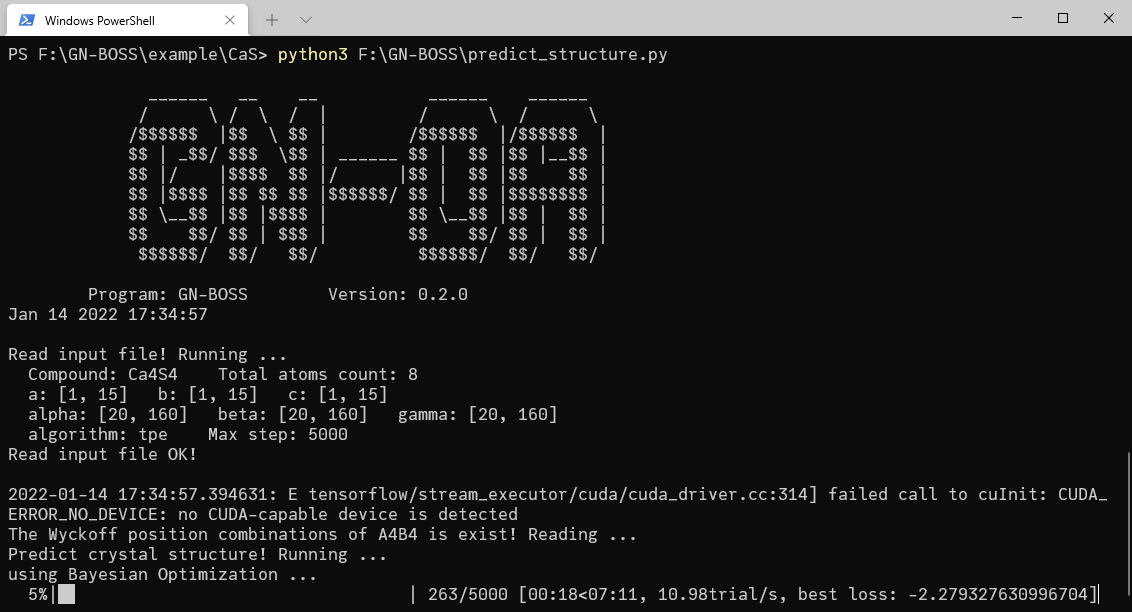 Windows PowerShell
PS F:\GN-BOSS\example\CaS> python3 F:\GN-BOSS\predict_structure.py
              ______   __    __           ______    ______
             /      \ /  \  /  |         /      \  /      \
            /$$$$$$  |$$  \ $$ |        /$$$$$$  |/$$$$$$  |
            $$ | _$$/ $$$  \$$ | ______ $$ |  $$ |$$ |__$$ |
            $$ |/    |$$$$  $$ |/      |$$ |  $$ |$$    $$ |
            $$ |$$$$ |$$ $$ $$ |$$$$$$/ $$ |  $$ |$$$$$$$$ |
            $$ \__$$ |$$ |$$$$ |        $$ \__$$ |$$ |  $$ |
            $$    $$/ $$ | $$$ |        $$    $$/ $$ |  $$ |
             $$$$$$/  $$/   $$/          $$$$$$/  $$/   $$/
        Program: GN-BOSS        Version: 0.2.0
Jan 14 2022 17:34:57
Read input file! Running ...
  Compound: Ca4S4    Total atoms count: 8
  a: [1, 15]   b: [1, 15]   c: [1, 15]
  alpha: [20, 160]   beta: [20, 160]   gamma: [20, 160]
  algorithm: tpe    Max step: 5000
Read input file OK!
2022-01-14 17:34:57.394631: E tensorflow/stream_executor/cuda/cuda_driver.cc:314] failed call to cuInit: CUDA_
ERROR_NO_DEVICE: no CUDA-capable device is detected
The Wyckoff position combinations of A4B4 is exist! Reading ...
Predict crystal structure! Running ...
using Bayesian Optimization ...
  5%|█                                  | 263/5000 [00:18<07:11, 10.98trial/s, best loss: -2.279327630996704]